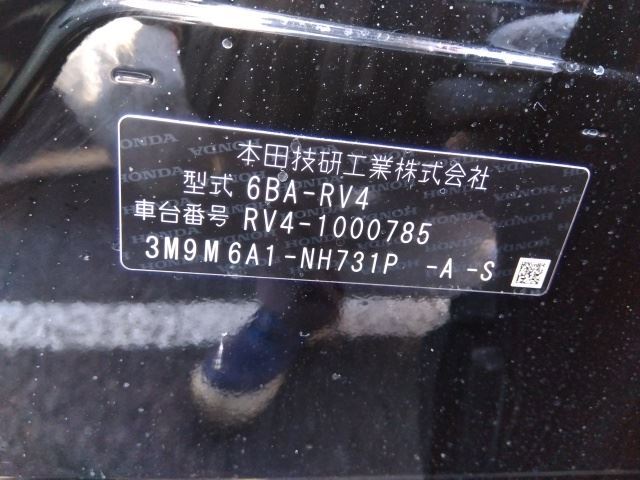 本田技研工業株式会社
型式 6BA-RV4
車台番号 RV4-1000785
3M9M6A1-NH731P -A -S